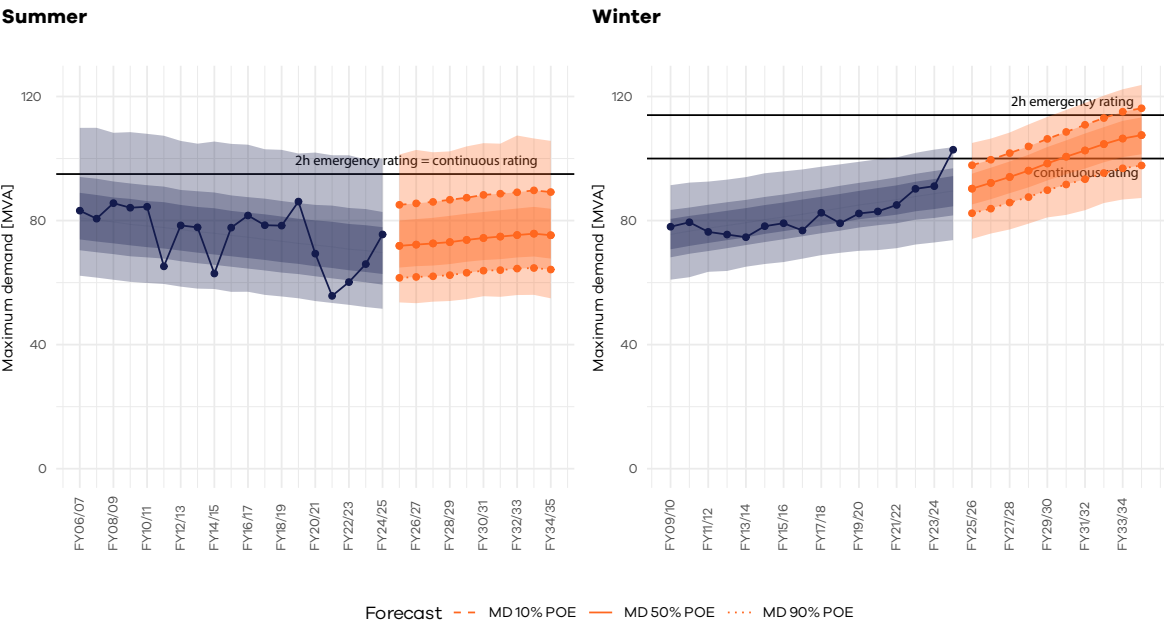 Summer
Winter
Maximum demand [MVA]
120
80
40
0
2h emergency rating = continuous rating
FY06/07
FY08/09
FY10/11
FY12/13
FY14/15
FY16/17
FY18/19
FY20/21
FY22/23
FY24/25
FY26/27
FY28/29
FY30/31
FY32/33
FY34/35
Maximum demand [MVA]
120
80
40
0
2h emergency rating
continuous rating
FY09/10
FY11/12
FY13/14
FY15/16
FY17/18
FY19/20
FY21/22
FY23/24
FY25/26
FY27/28
FY29/30
FY31/32
FY33/34
Forecast MD 10% POE MD 50% POE MD 90% POE